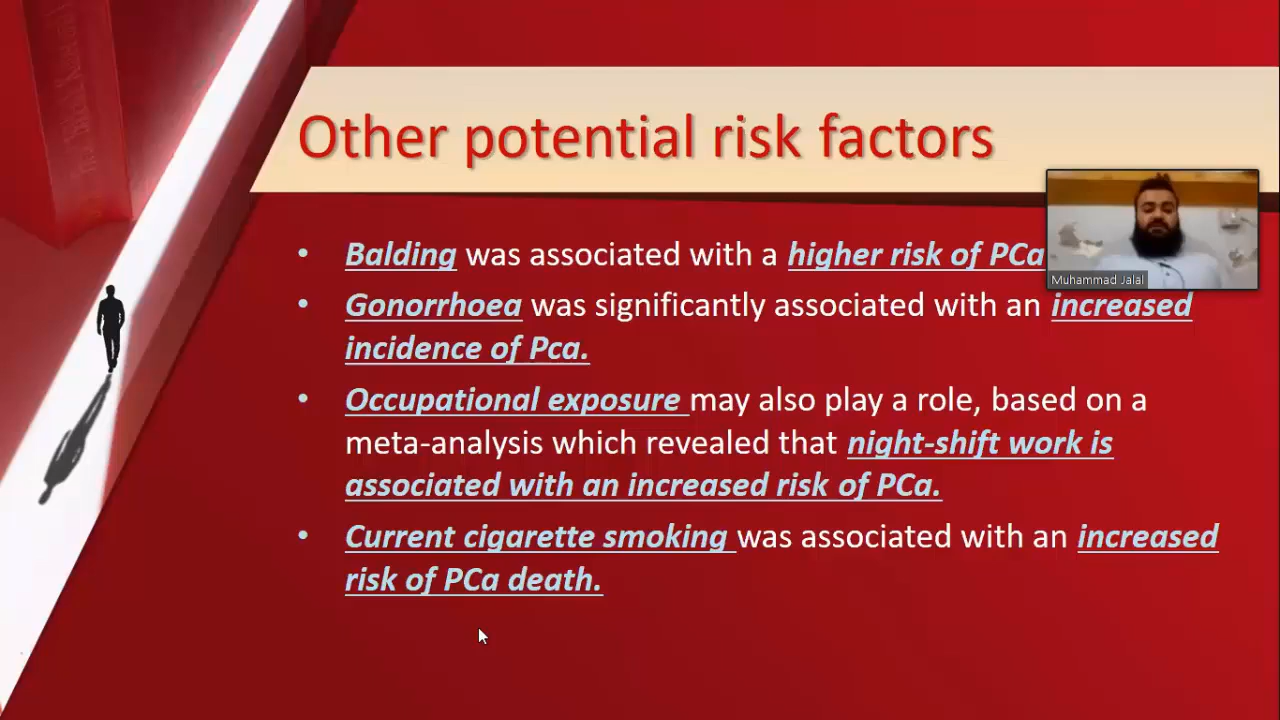 Other potential risk factors
• Balding was associated with a higher risk of PCa
Muhammad Jalal
• Gonorrhoea was significantly associated with an increased
incidence of Pca.
• Occupational exposure may also play a role, based on a
meta-analysis which revealed that night-shift work is
associated with an increased risk of PCa.
• Current cigarette smoking was associated with an increased
risk of PCa death.